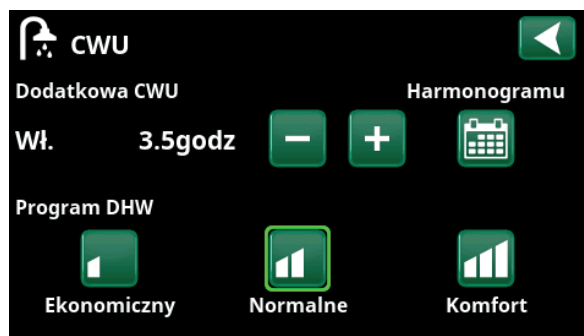 CWU
Dodatkowa CWU Harmonogramu
Wł. 3.5godz
Program DHW
Ekonomiczny Normalne Komfort